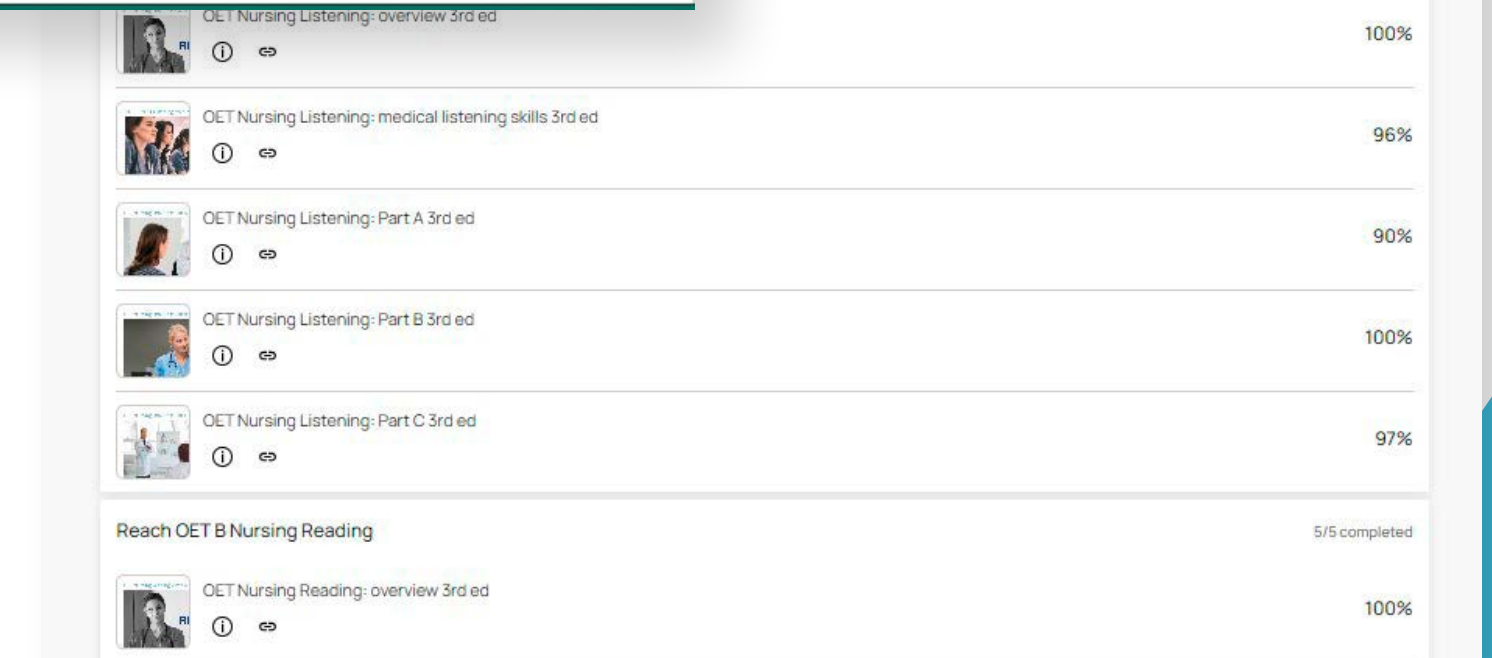 OET Nursing Listening: overview 3rd ed
100%
OET Nursing Listening: medical listening skills 3rd ed
96%
OET Nursing Listening: Part A 3rd ed
90%
OET Nursing Listening: Part B 3rd ed
100%
OET Nursing Listening: Part C 3rd ed
97%
Reach OET B Nursing Reading
5/5 completed
OET Nursing Reading: overview 3rd ed
100%